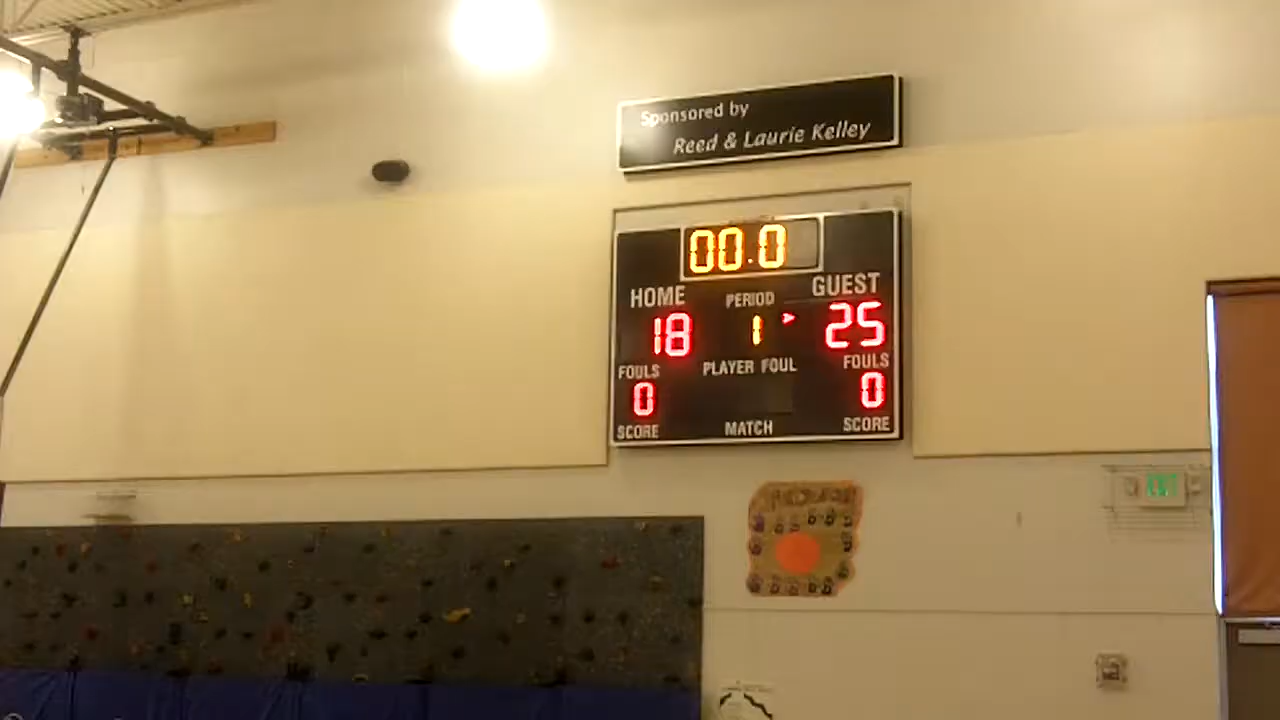 Sponsored by
Reed & Laurie Kelley
00.0
HOME PERIOD GUEST
18 1 25
FOULS PLAYER FOUL FOULS
0 0
SCORE MATCH SCORE
EXIT